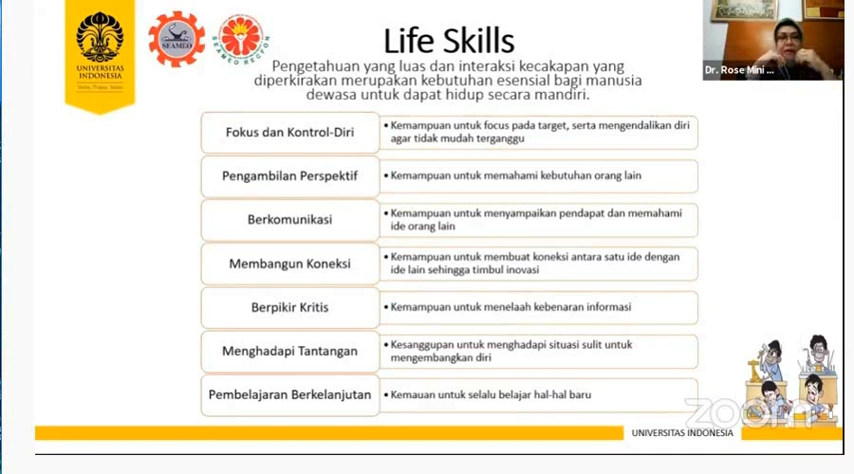 UNIVERSITAS
INDONESIA
SEAMEO
SEAMEO RECFON
Life Skills
Pengetahuan yang luas dan interaksi kecakapan yang
diperkirakan merupakan kebutuhan esensial bagi manusia
dewasa untuk dapat hidup secara mandiri.
Dr. Rose Mini ...
Fokus dan Kontrol-Diri
• Kemampuan untuk focus pada target, serta mengendalikan diri
agar tidak mudah terganggu
Pengambilan Perspektif
• Kemampuan untuk memahami kebutuhan orang lain
Berkomunikasi
• Kemampuan untuk menyampaikan pendapat dan memahami
ide orang lain
Membangun Koneksi
• Kemampuan untuk membuat koneksi antara satu ide dengan
ide lain sehingga timbul inovasi
Berpikir Kritis
• Kemampuan untuk menelaah kebenaran informasi
Menghadapi Tantangan
• Kesanggupan untuk menghadapi situasi sulit untuk
mengembangkan diri
Pembelajaran Berkelanjutan
• Kemauan untuk selalu belajar hal-hal baru
zoom
UNIVERSITAS INDONESIA